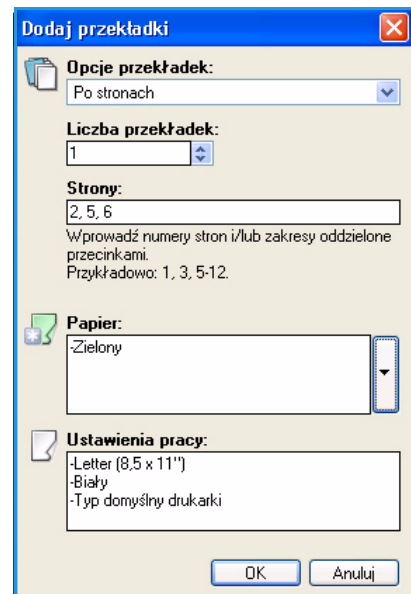 Dodaj przekładki
Opcje przekładek:
Po stronach
Liczba przekładek:
1
Strony:
2, 5, 6
Wprowadź numery stron i/lub zakresy oddzielone
przecinkami.
Przykładowo: 1, 3, 5-12.
Papier:
-Zielony
Ustawienia pracy:
-Letter (8,5 x 11")
-Biały
-Typ domyślny drukarki
OK
Anuluj